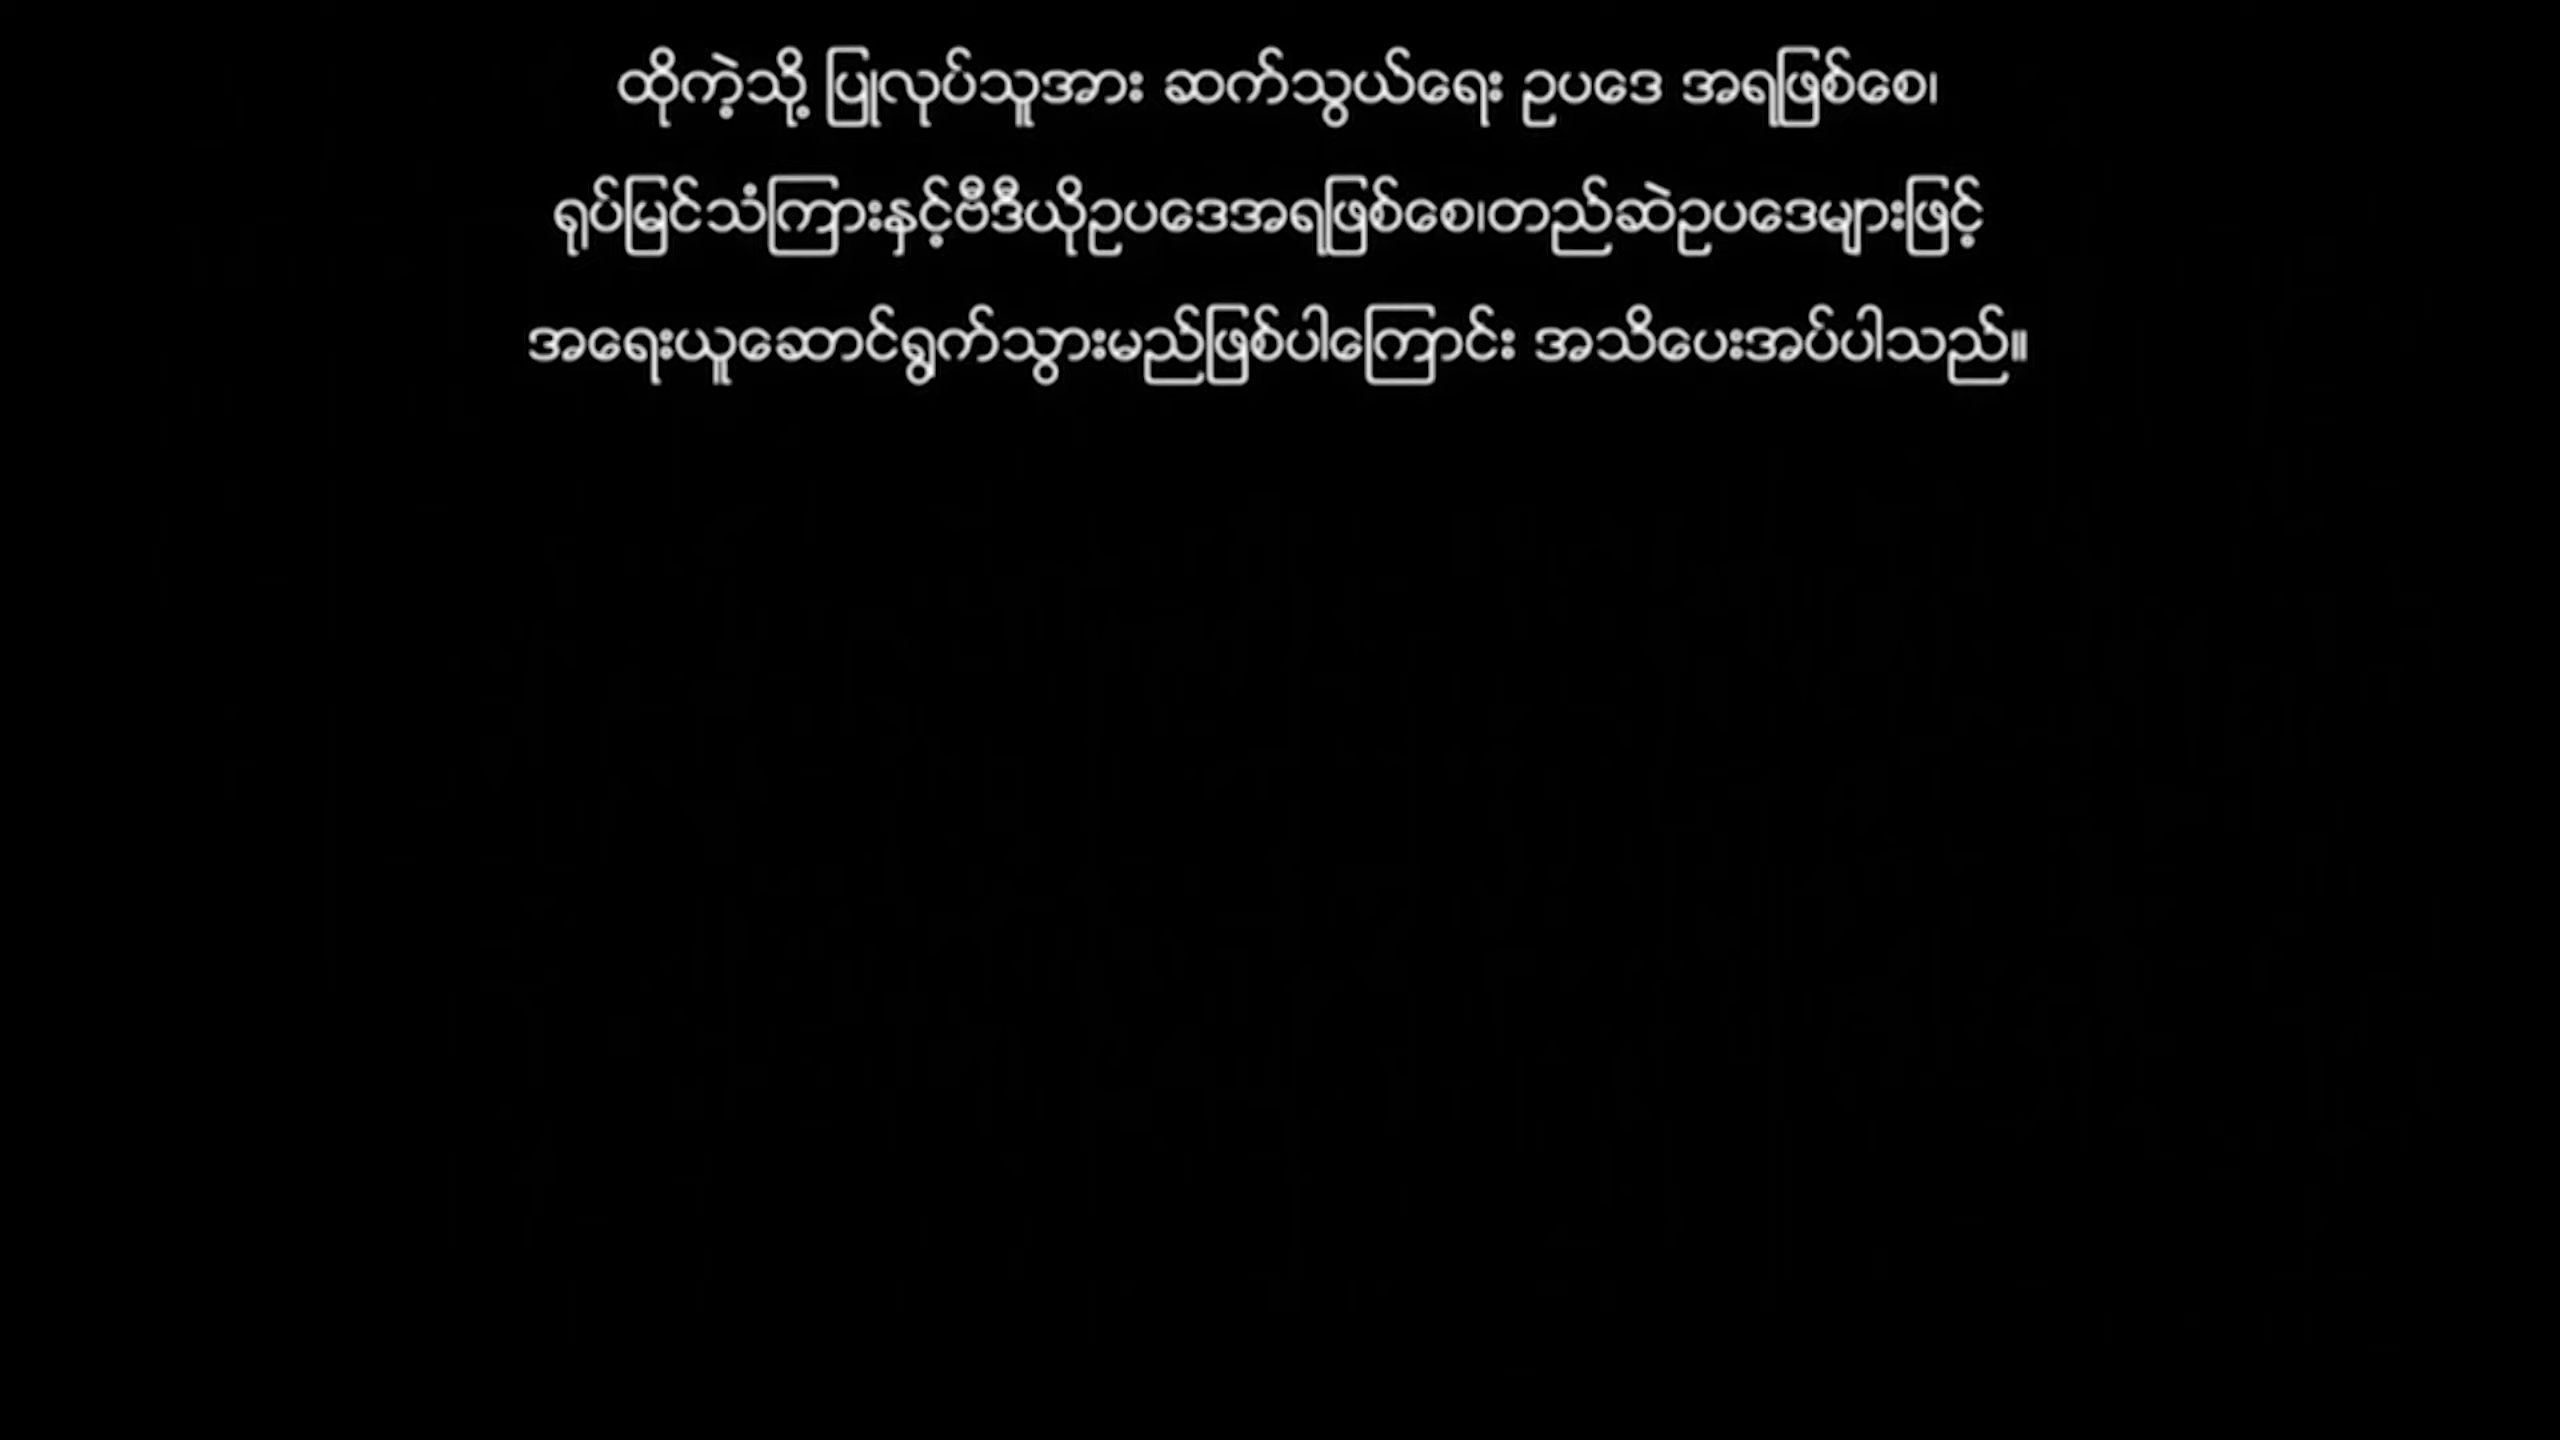 ထိုကဲ့သို့ ပြုလုပ်သူအား ဆက်သွယ်ရေး ဥပဒေ အရဖြစ်စေ၊
ရုပ်မြင်သံကြားနှင့်ဗီဒီယိုဥပဒေအရဖြစ်စေ၊တည်ဆဲဥပဒေများဖြင့်
အရေးယူဆောင်ရွက်သွားမည်ဖြစ်ပါကြောင်း အသိပေးအပ်ပါသည်။